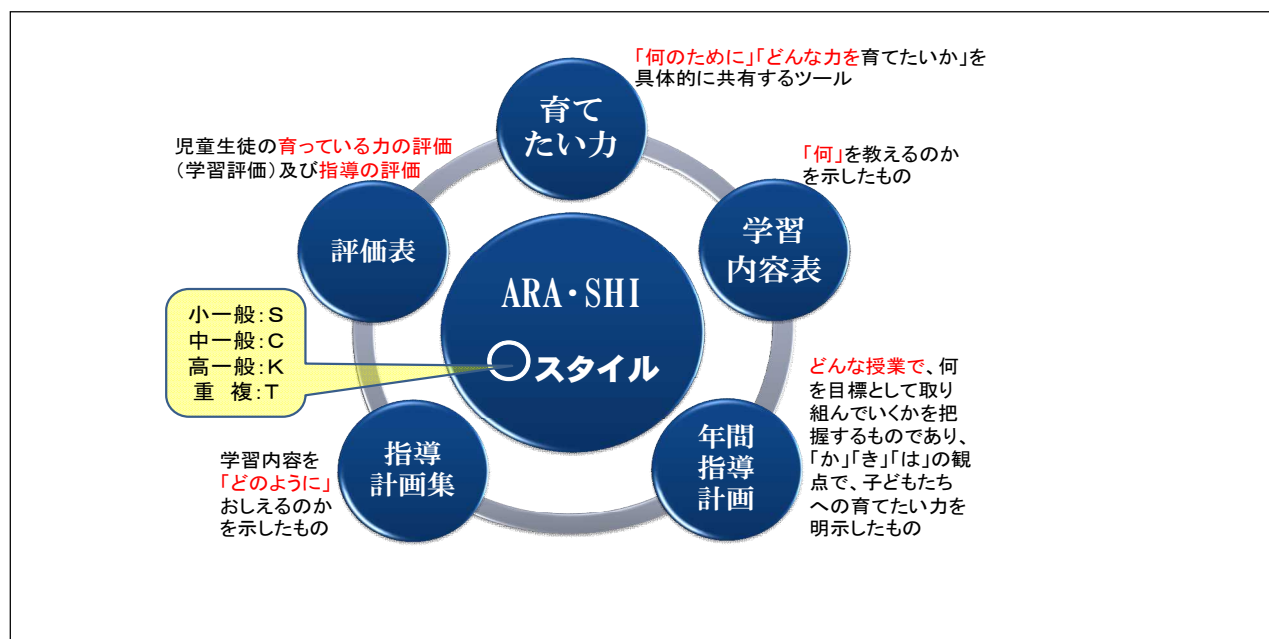 「何のために」「どんな力を育てたいか」を
具体的に共有するツール
育て
たい力
児童生徒の育っている力の評価
（学習評価）及び指導の評価
「何」を教えるのか
を示したもの
評価表
学習
内容表
ARA・SHI
○スタイル
小一般：S
中一般：C
高一般：K
重　複：T
どんな授業で、何
を目標として取り
組んでいくかを把
握するものであり、
「か」「き」「は」の観
点で、子どもたち
への育てたい力を
明示したもの
年間
指導
計画
指導
計画集
学習内容を
「どのように」
おしえるのか
を示したもの